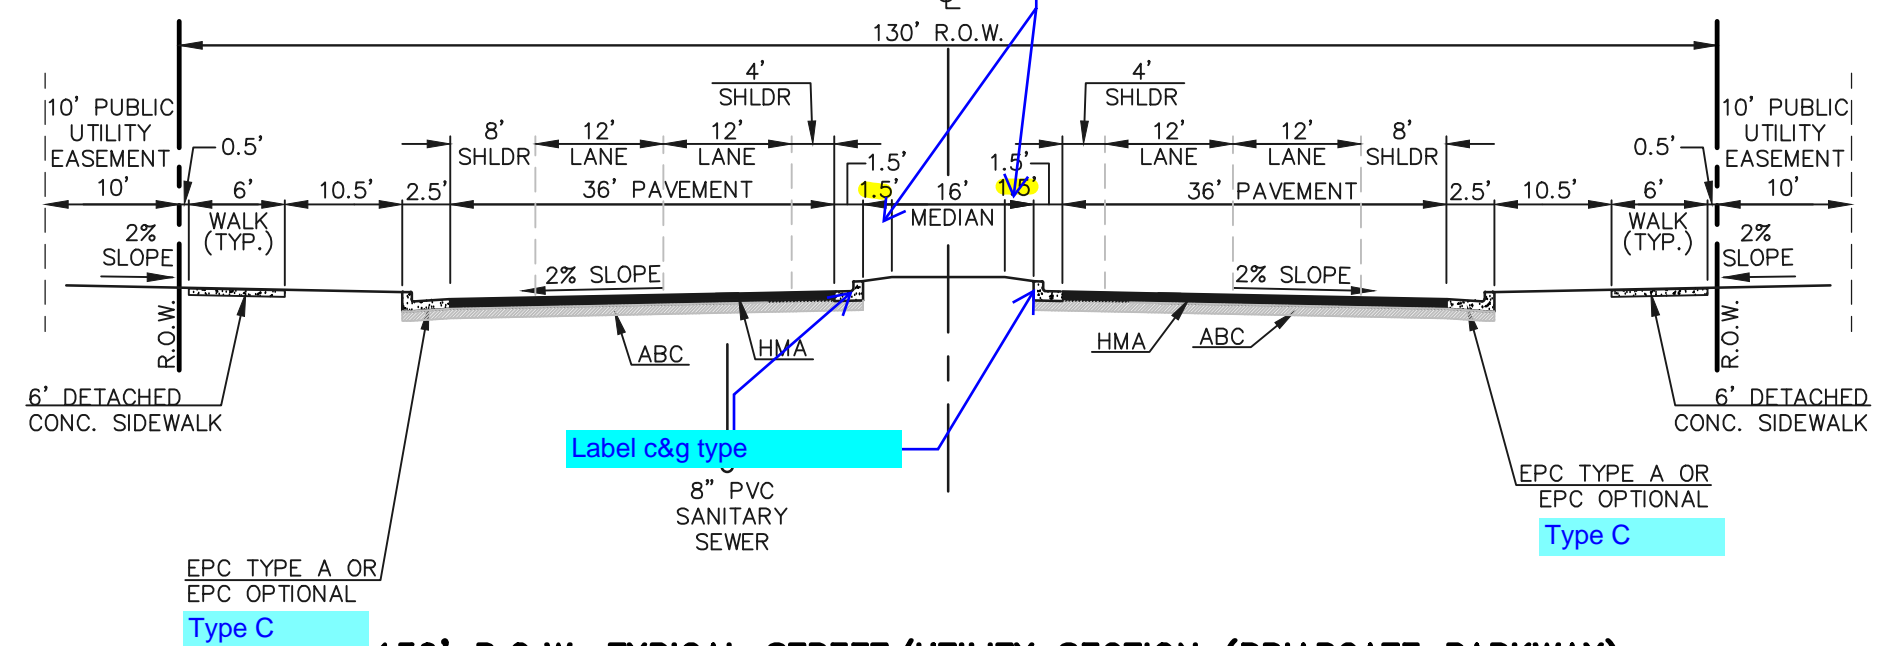 130' R.O.W.
4'
SHLDR
4'
SHLDR
10' PUBLIC
UTILITY
EASEMENT
10'
0.5'
8'
SHLDR
12'
LANE
12'
LANE
1.5'
1.5'
12'
LANE
12'
LANE
8'
SHLDR
0.5'
10' PUBLIC
UTILITY
EASEMENT
10'
6'
WALK
(TYP.)
10.5'
2.5'
36' PAVEMENT
1.5'
16'
MEDIAN
1.5'
36' PAVEMENT
2.5'
10.5'
6'
WALK
(TYP.)
2%
SLOPE
2% SLOPE
2% SLOPE
2%
SLOPE
R.O.W.
ABC
HMA
HMA
ABC
R.O.W.
6' DETACHED
CONC. SIDEWALK
6' DETACHED
CONC. SIDEWALK
Label c&g type
8" PVC
SANITARY
SEWER
EPC TYPE A OR
EPC OPTIONAL
Type C
EPC TYPE A OR
EPC OPTIONAL
Type C